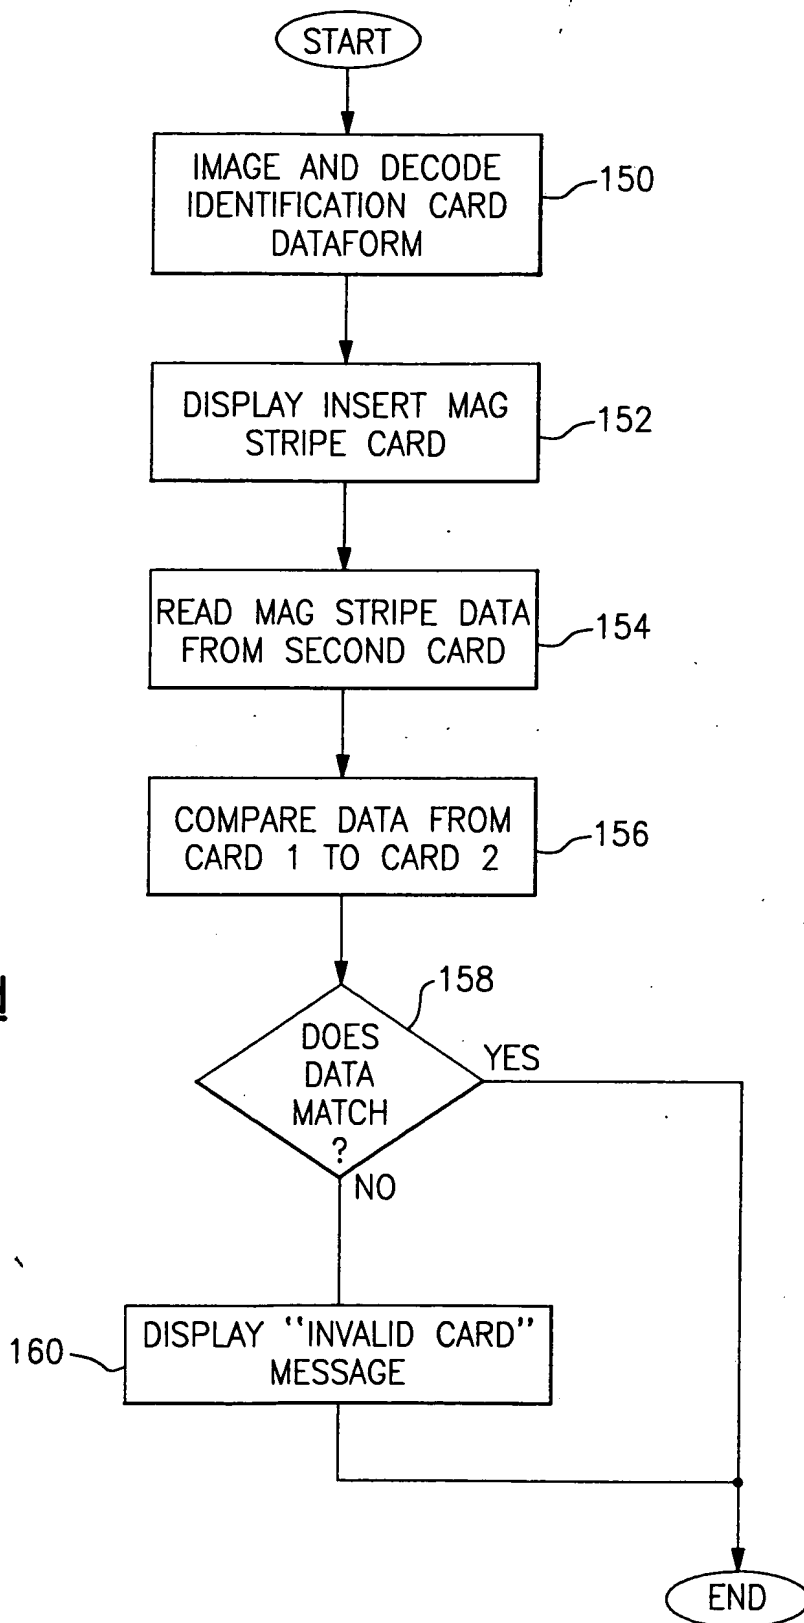 START
IMAGE AND DECODE
IDENTIFICATION CARD
DATAFORM
150
DISPLAY INSERT MAG
STRIPE CARD
152
READ MAG STRIPE DATA
FROM SECOND CARD
154
COMPARE DATA FROM
CARD 1 TO CARD 2
156
158
DOES
DATA
MATCH
?
YES
NO
DISPLAY "INVALID CARD"
MESSAGE
160
END